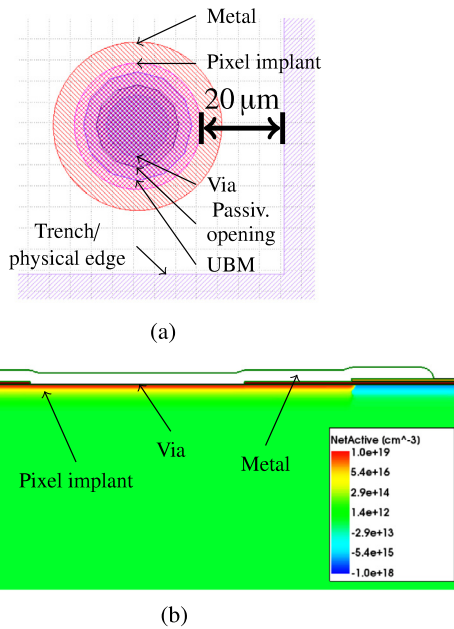 Metal
Pixel implant
20 μm
Via
Passiv.
opening
UBM
Trench/
physical edge
(a)
Via
Metal
Pixel implant
NetActive (cm^-3)
1.0e+19
5.4e+16
2.9e+14
1.4e+12
-2.9e+13
-5.4e+15
-1.0e+18
(b)